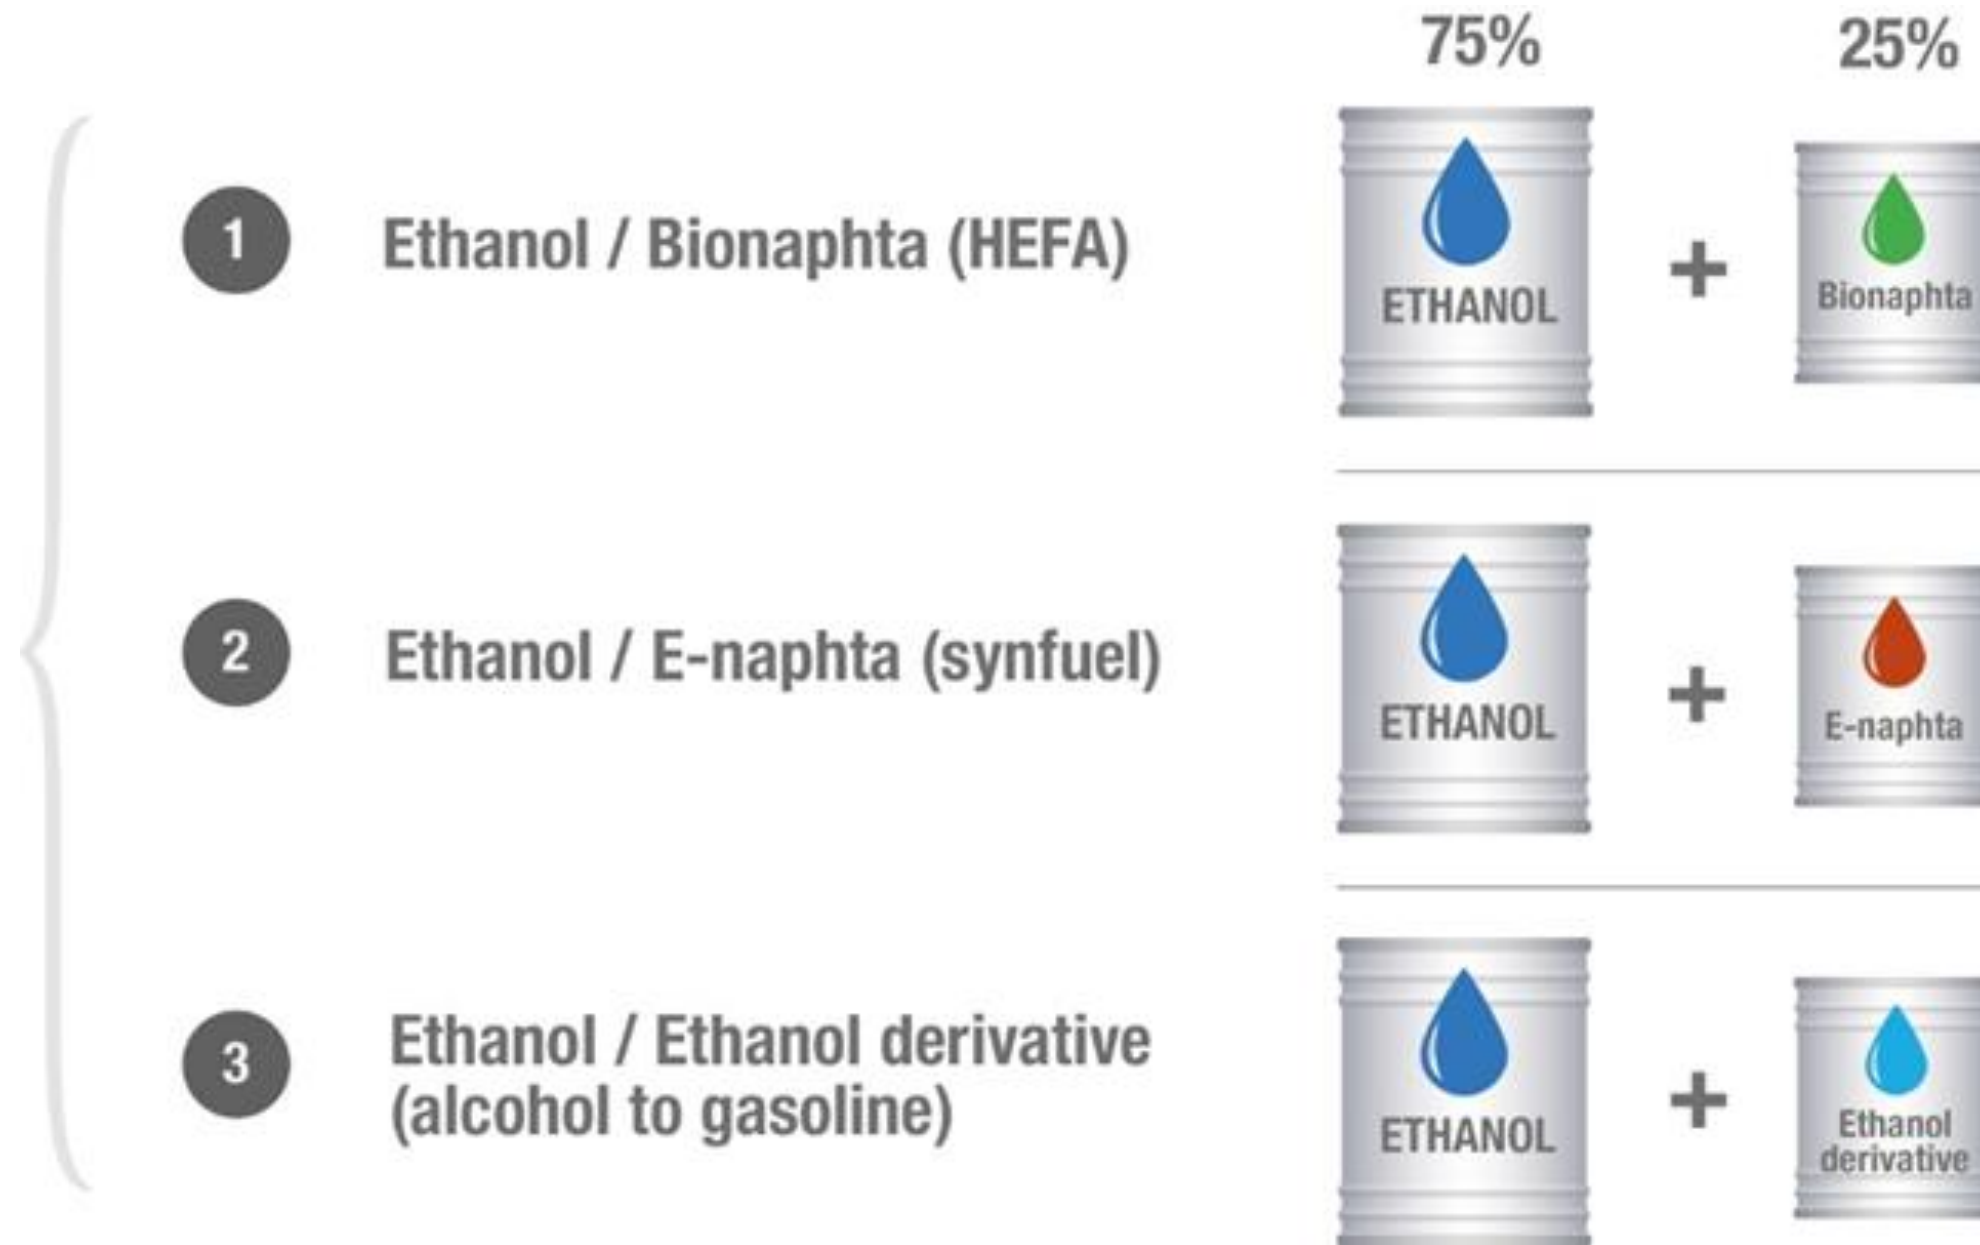 75% 25%
1 Ethanol / Bionaphta (HEFA)
ETHANOL + Bionaphta
2 Ethanol / E-naphta (synfuel)
ETHANOL + E-naphta
3 Ethanol / Ethanol derivative
(alcohol to gasoline)
ETHANOL + Ethanol
derivative